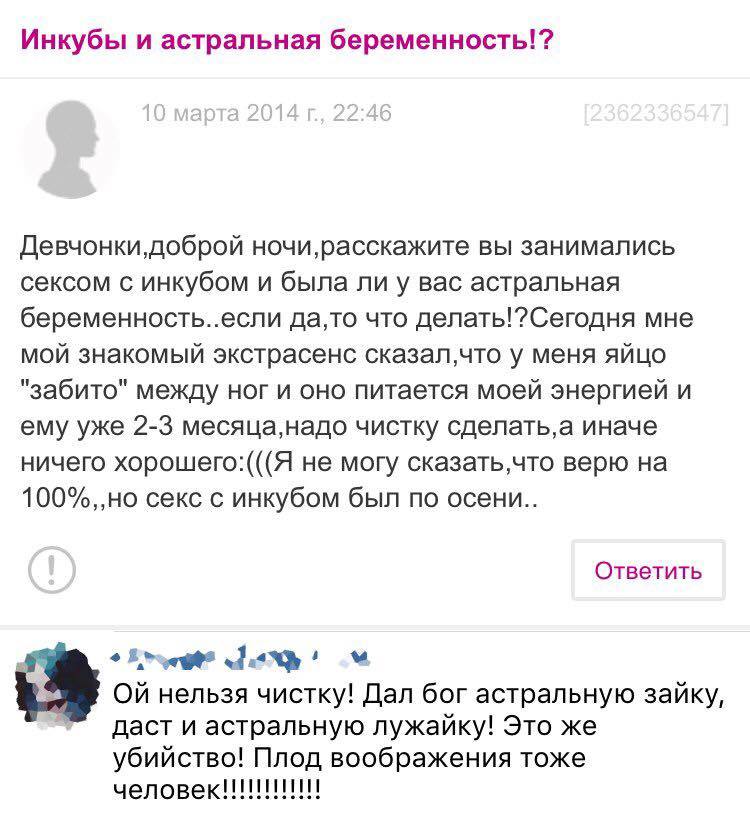 Инкубы и астральная беременность!?
10 марта 2014 г., 22:46
[2362336547]
Девчонки,доброй ночи,расскажите вы занимались
сексом с инкубом и была ли у вас астральная
беременность..если да,то что делать!?Сегодня мне
мой знакомый экстрасенс сказал,что у меня яйцо
"забито" между ног и оно питается моей энергией и
ему уже 2-3 месяца,надо чистку сделать,а иначе
ничего хорошего:(((Я не могу сказать,что верю на
100%,,но секс с инкубом был по осени..
Ответить
Ой нельзя чистку! Дал бог астральную зайку,
даст и астральную лужайку! Это же
убийство! Плод воображения тоже
человек!!!!!!!!!!!!